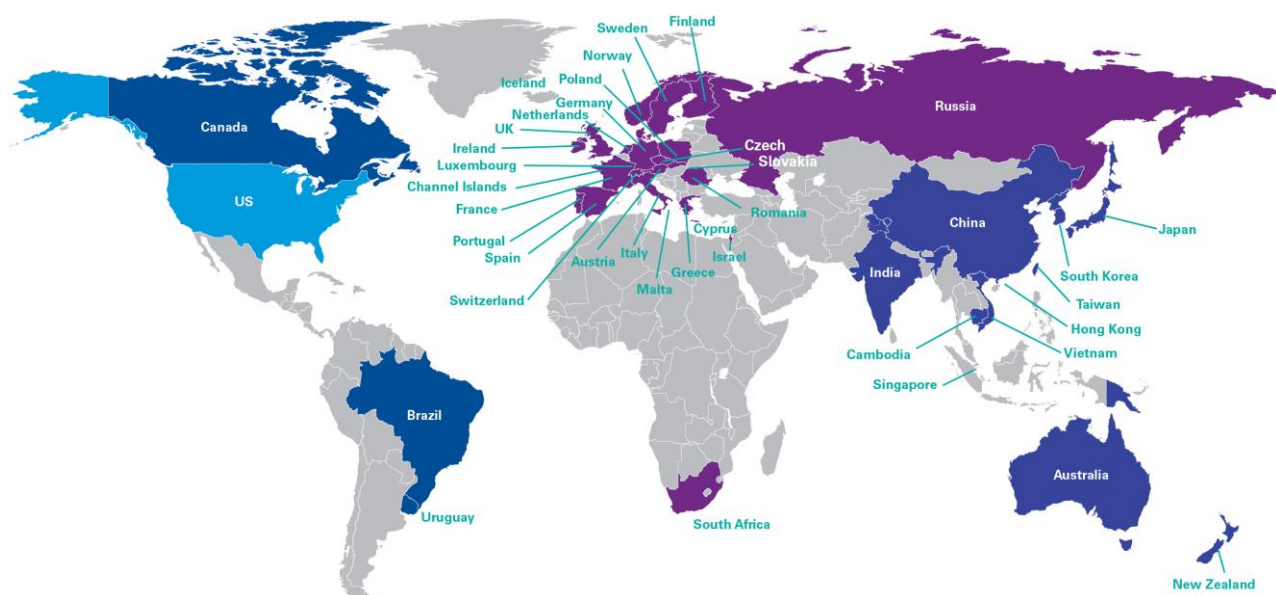 Finland
Sweden
Norway
Iceland
Poland
Germany
Netherlands
UK
Ireland
Luxembourg
Channel Islands
France
Portugal
Spain
Switzerland
Austria
Italy
Malta
Greece
Cyprus
Israel
Romania
Czech
Slovakia
Russia
Canada
US
Brazil
Uruguay
South Africa
China
India
Japan
South Korea
Taiwan
Hong Kong
Vietnam
Cambodia
Singapore
Australia
New Zealand